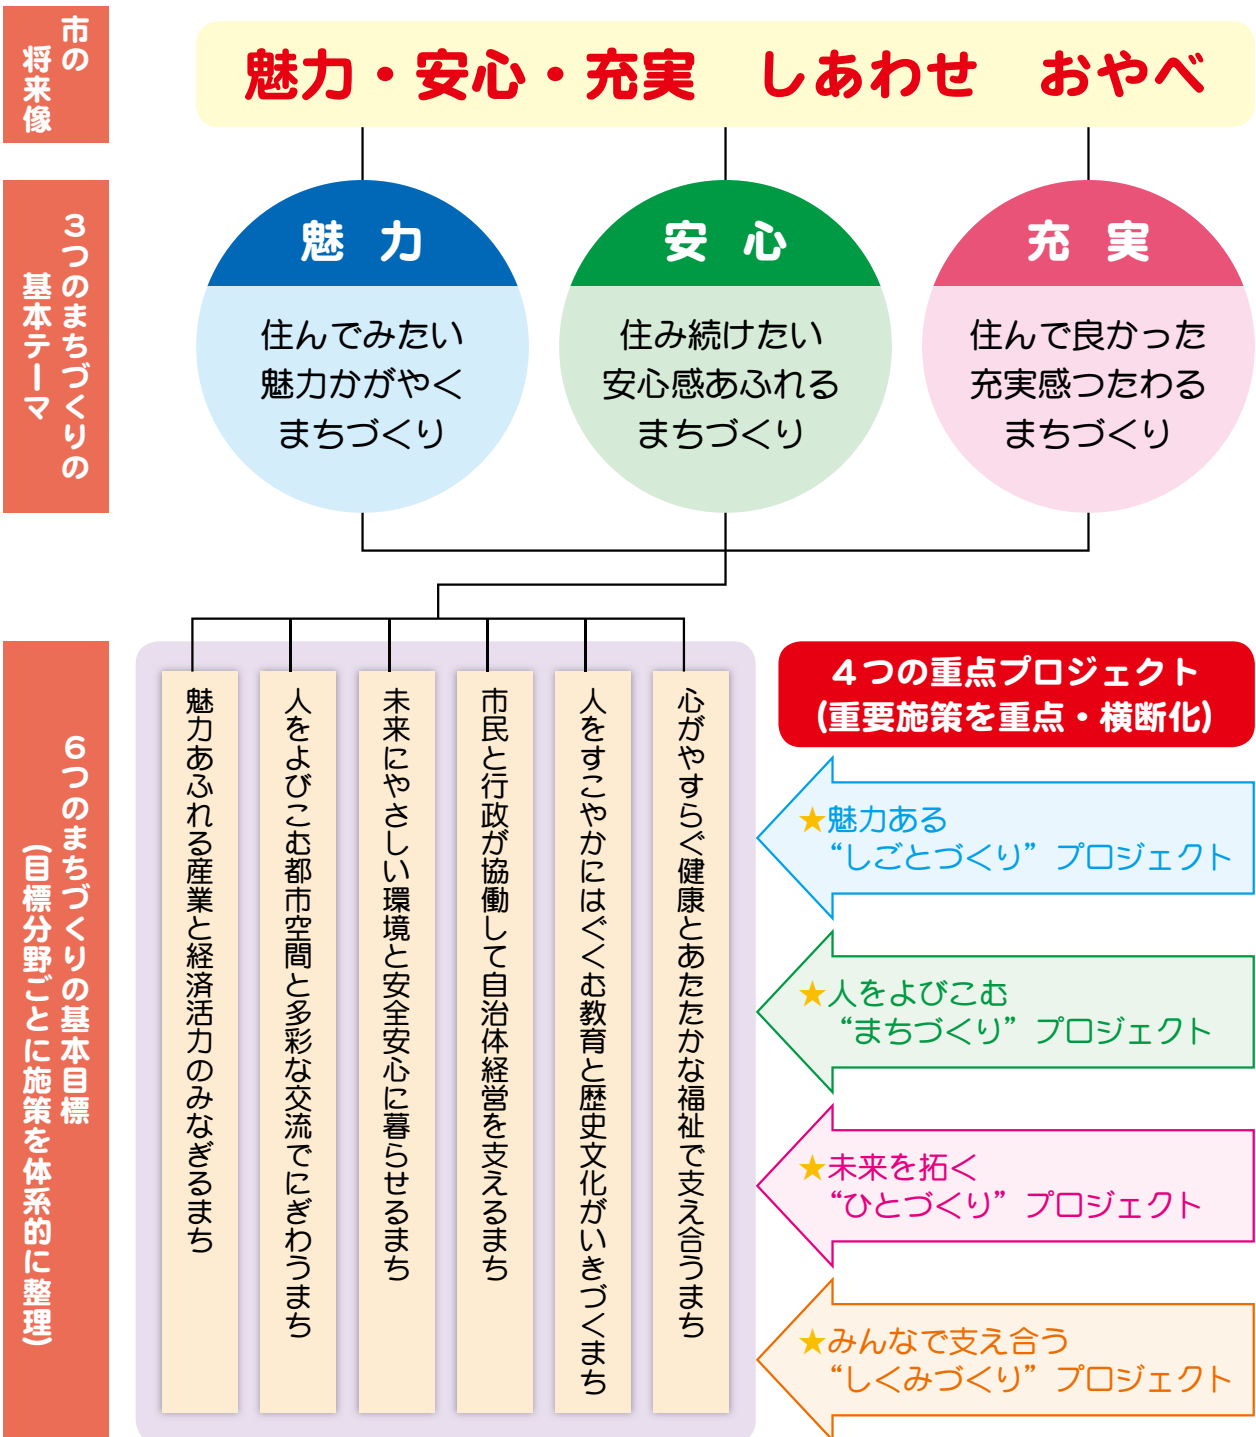 市の
将来像
魅力・安心・充実　しあわせ　おやべ
3つのまちづくりの
基本テーマ
魅力
住んでみたい
魅力かがやく
まちづくり
安心
住み続けたい
安心感あふれる
まちづくり
充実
住んで良かった
充実感つたわる
まちづくり
6つのまちづくりの基本目標
(目標分野ごとに施策を体系的に整理)
魅力あふれる産業と経済活力のみなぎるまち
人をよびこむ都市空間と多彩な交流でにぎわうまち
未来にやさしい環境と安全安心に暮らせるまち
市民と行政が協働して自治体経営を支えるまち
人をすこやかにはぐくむ教育と歴史文化がいきづくまち
心がやすらぐ健康とあたたかな福祉で支え合うまち
4つの重点プロジェクト
(重要施策を重点・横断化)
★魅力ある
“しごとづくり”プロジェクト
★人をよびこむ
“まちづくり”プロジェクト
★未来を拓く
“ひとづくり”プロジェクト
★みんなで支え合う
“しくみづくり”プロジェクト